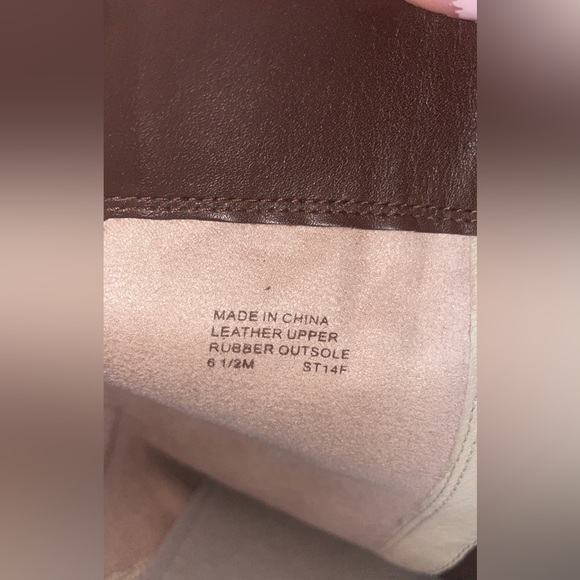 MADE IN CHINA
LEATHER UPPER
RUBBER OUTSOLE
6 1/2M ST14F